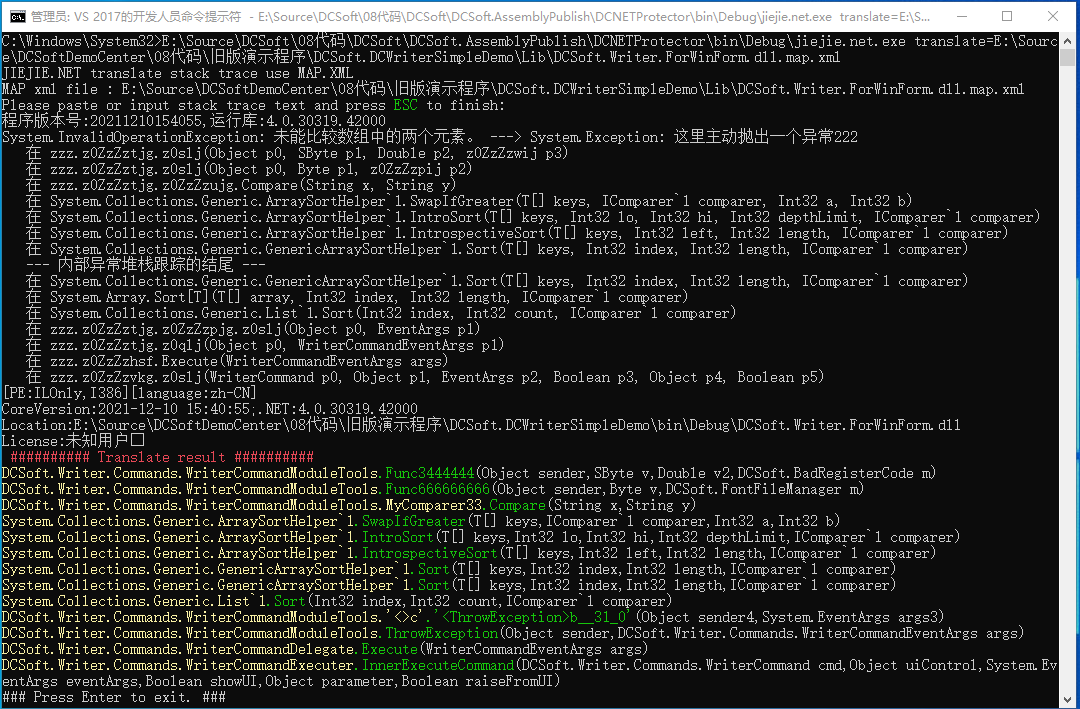 管理员: VS 2017的开发人员命令提示符 - E:\Source\DCSoft\08代码\DCSoft\DCSoft.AssemblyPublish\DCNETProtector\bin\Debug\jiejie.net.exe translate=E:\S...
C:\Windows\System32>E:\Source\DCSoft\08代码\DCSoft\DCSoft.AssemblyPublish\DCNETProtector\bin\Debug\jiejie.net.exe translate=E:\Sourc
e\DCSoftDemoCenter\08代码\旧版演示程序\DCSoft.DCWriterSimpleDemo\Lib\DCSoft.Writer.ForWinForm.dll.map.xml
JIEJIE.NET translate stack trace use MAP.XML
MAP xml file : E:\Source\DCSoftDemoCenter\08代码\旧版演示程序\DCSoft.DCWriterSimpleDemo\Lib\DCSoft.Writer.ForWinForm.dll.map.xml
Please paste or input stack trace text and press ESC to finish:
程序版本号:20211210154055,运行库:4.0.30319.42000
System.InvalidOperationException: 未能比较数组中的两个元素。 ---> System.Exception: 这里主动抛出一个异常222
在 zzz.z0ZzZztjg.z0slj(Object p0, SByte p1, Double p2, z0ZzZzwij p3)
在 zzz.z0ZzZztjg.z0slj(Object p0, Byte p1, z0ZzZzpij p2)
在 zzz.z0ZzZztjg.z0ZzZzujg.Compare(String x, String y)
在 System.Collections.Generic.ArraySortHelper`1.SwapIfGreater(T[] keys, IComparer`1 comparer, Int32 a, Int32 b)
在 System.Collections.Generic.ArraySortHelper`1.IntroSort(T[] keys, Int32 lo, Int32 hi, Int32 depthLimit, IComparer`1 comparer)
在 System.Collections.Generic.ArraySortHelper`1.IntrospectiveSort(T[] keys, Int32 left, Int32 length, IComparer`1 comparer)
在 System.Collections.Generic.GenericArraySortHelper`1.Sort(T[] keys, Int32 index, Int32 length, IComparer`1 comparer)
--- 内部异常堆栈跟踪的结尾 ---
在 System.Collections.Generic.GenericArraySortHelper`1.Sort(T[] keys, Int32 index, Int32 length, IComparer`1 comparer)
在 System.Array.Sort[T](T[] array, Int32 index, Int32 length, IComparer`1 comparer)
在 System.Collections.Generic.List`1.Sort(Int32 index, Int32 count, IComparer`1 comparer)
在 zzz.z0ZzZztjg.z0ZzZzpjg.z0slj(Object p0, EventArgs p1)
在 zzz.z0ZzZztjg.z0qlj(Object p0, WriterCommandEventArgs p1)
在 zzz.z0ZzZzhsf.Execute(WriterCommandEventArgs args)
在 zzz.z0ZzZzvkg.z0slj(WriterCommand p0, Object p1, EventArgs p2, Boolean p3, Object p4, Boolean p5)
[PE:ILOnly,I386][language:zh-CN]
CoreVersion:2021-12-10 15:40:55;.NET:4.0.30319.42000
Location:E:\Source\DCSoftDemoCenter\08代码\旧版演示程序\DCSoft.DCWriterSimpleDemo\bin\Debug\DCSoft.Writer.ForWinForm.dll
License:未知用户□
########## Translate result ##########
DCSoft.Writer.Commands.WriterCommandModuleTools.Func3444444(Object sender,SByte v,Double v2,DCSoft.BadRegisterCode m)
DCSoft.Writer.Commands.WriterCommandModuleTools.Func666666666(Object sender,Byte v,DCSoft.FontFileManager m)
DCSoft.Writer.Commands.WriterCommandModuleTools.MyComparer33.Compare(String x,String y)
System.Collections.Generic.ArraySortHelper`1.SwapIfGreater(T[] keys,IComparer`1 comparer,Int32 a,Int32 b)
System.Collections.Generic.ArraySortHelper`1.IntroSort(T[] keys,Int32 lo,Int32 hi,Int32 depthLimit,IComparer`1 comparer)
System.Collections.Generic.ArraySortHelper`1.IntrospectiveSort(T[] keys,Int32 left,Int32 length,IComparer`1 comparer)
System.Collections.Generic.GenericArraySortHelper`1.Sort(T[] keys,Int32 index,Int32 length,IComparer`1 comparer)
System.Collections.Generic.GenericArraySortHelper`1.Sort(T[] keys,Int32 index,Int32 length,IComparer`1 comparer)
System.Collections.Generic.List`1.Sort(Int32 index,Int32 count,IComparer`1 comparer)
DCSoft.Writer.Commands.WriterCommandModuleTools.'<>c'.'<ThrowException>b__31_0'(Object sender4,System.EventArgs args3)
DCSoft.Writer.Commands.WriterCommandModuleTools.ThrowException(Object sender,DCSoft.Writer.Commands.WriterCommandEventArgs args)
DCSoft.Writer.Commands.WriterCommandDelegate.Execute(WriterCommandEventArgs args)
DCSoft.Writer.Commands.WriterCommandExecuter.InnerExecuteCommand(DCSoft.Writer.Commands.WriterCommand cmd,Object uiControl,System.Ev
entArgs eventArgs,Boolean showUI,Object parameter,Boolean raiseFromUI)
### Press Enter to exit. ###